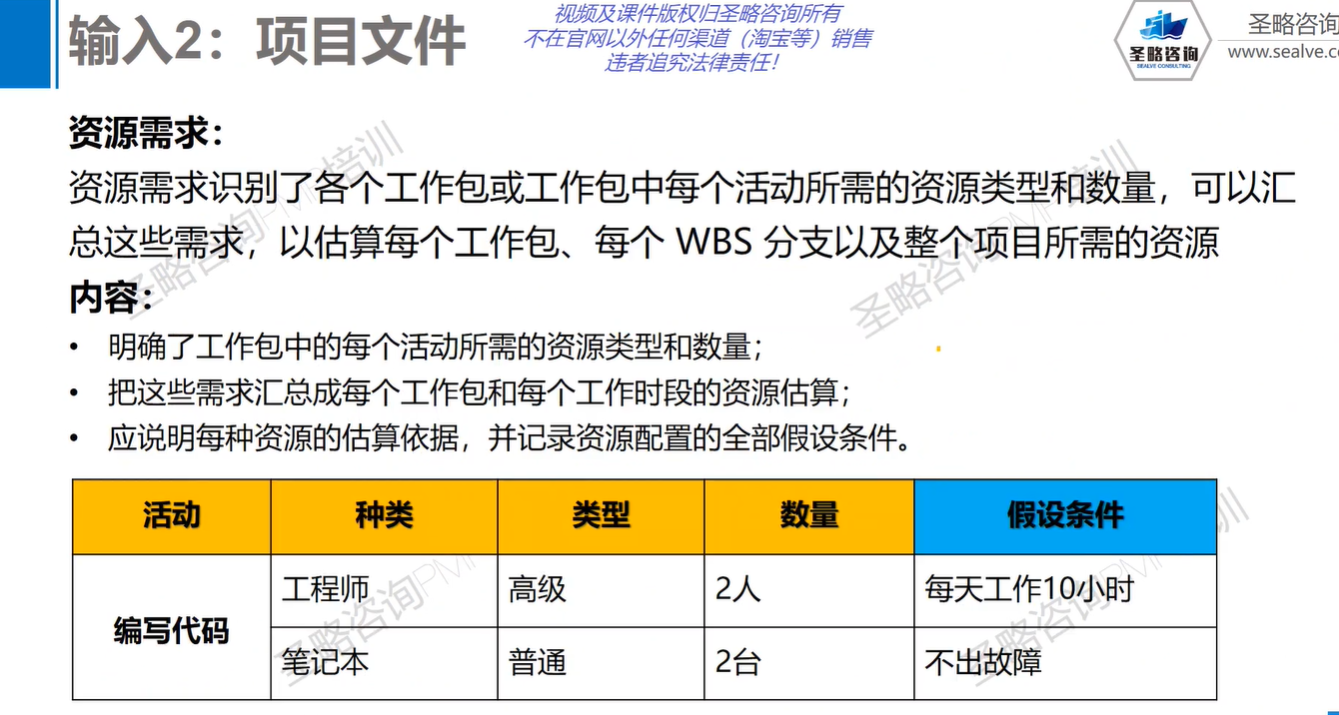 输入2：项目文件
视频及课件版权归圣略咨询所有
不在官网以外任何渠道（淘宝等）销售
违者追究法律责任！
圣略咨询
SEALVE CONSULTING
圣略咨询
www.sealve.c
资源需求：
资源需求识别了各个工作包或工作包中每个活动所需的资源类型和数量，可以汇
总这些需求，以估算每个工作包、每个 WBS 分支以及整个项目所需的资源
内容：
• 明确了工作包中的每个活动所需的资源类型和数量；
• 把这些需求汇总成每个工作包和每个工作时段的资源估算；
• 应说明每种资源的估算依据，并记录资源配置的全部假设条件。
活动 种类 类型 数量 假设条件
编写代码
工程师 高级 2人 每天工作10小时
笔记本 普通 2台 不出故障
圣略咨询PMP培训
圣略咨询PMP培训
圣略咨询PMP
圣略咨询PMP